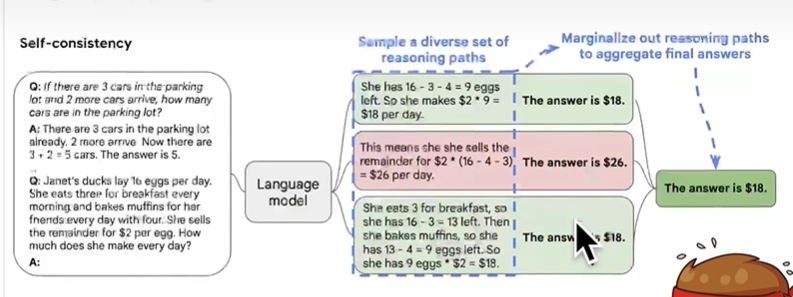 Self-consistency
Sample a diverse set of
reasoning paths
Marginalize out reasoning paths
to aggregate final answers
Q: If there are 3 cars in the parking
lot and 2 more cars arrive, how many
cars are in the parking lot?
A: There are 3 cars in the parking lot
already. 2 more arrive Now there are
3 + 2 = 5 cars. The answer is 5.
...
Q: Janet's ducks lay 16 eggs per day.
She eats three for breakfast every
morning and bakes muffins for her
friends every day with four. She sells
the remainder for $2 per egg. How
much does she make every day?
A:
Language
model
She has 16 - 3 - 4 = 9 eggs
left. So she makes $2 * 9 =
$18 per day.
The answer is $18.
This means she she sells the
remainder for $2 * (16 - 4 - 3)
= $26 per day.
The answer is $26.
She eats 3 for breakfast, so
she has 16 - 3 = 13 left. Then
she bakes muffins, so she
has 13 - 4 = 9 eggs left. So
she has 9 eggs * $2 = $18.
The $18.
The answer is $18.